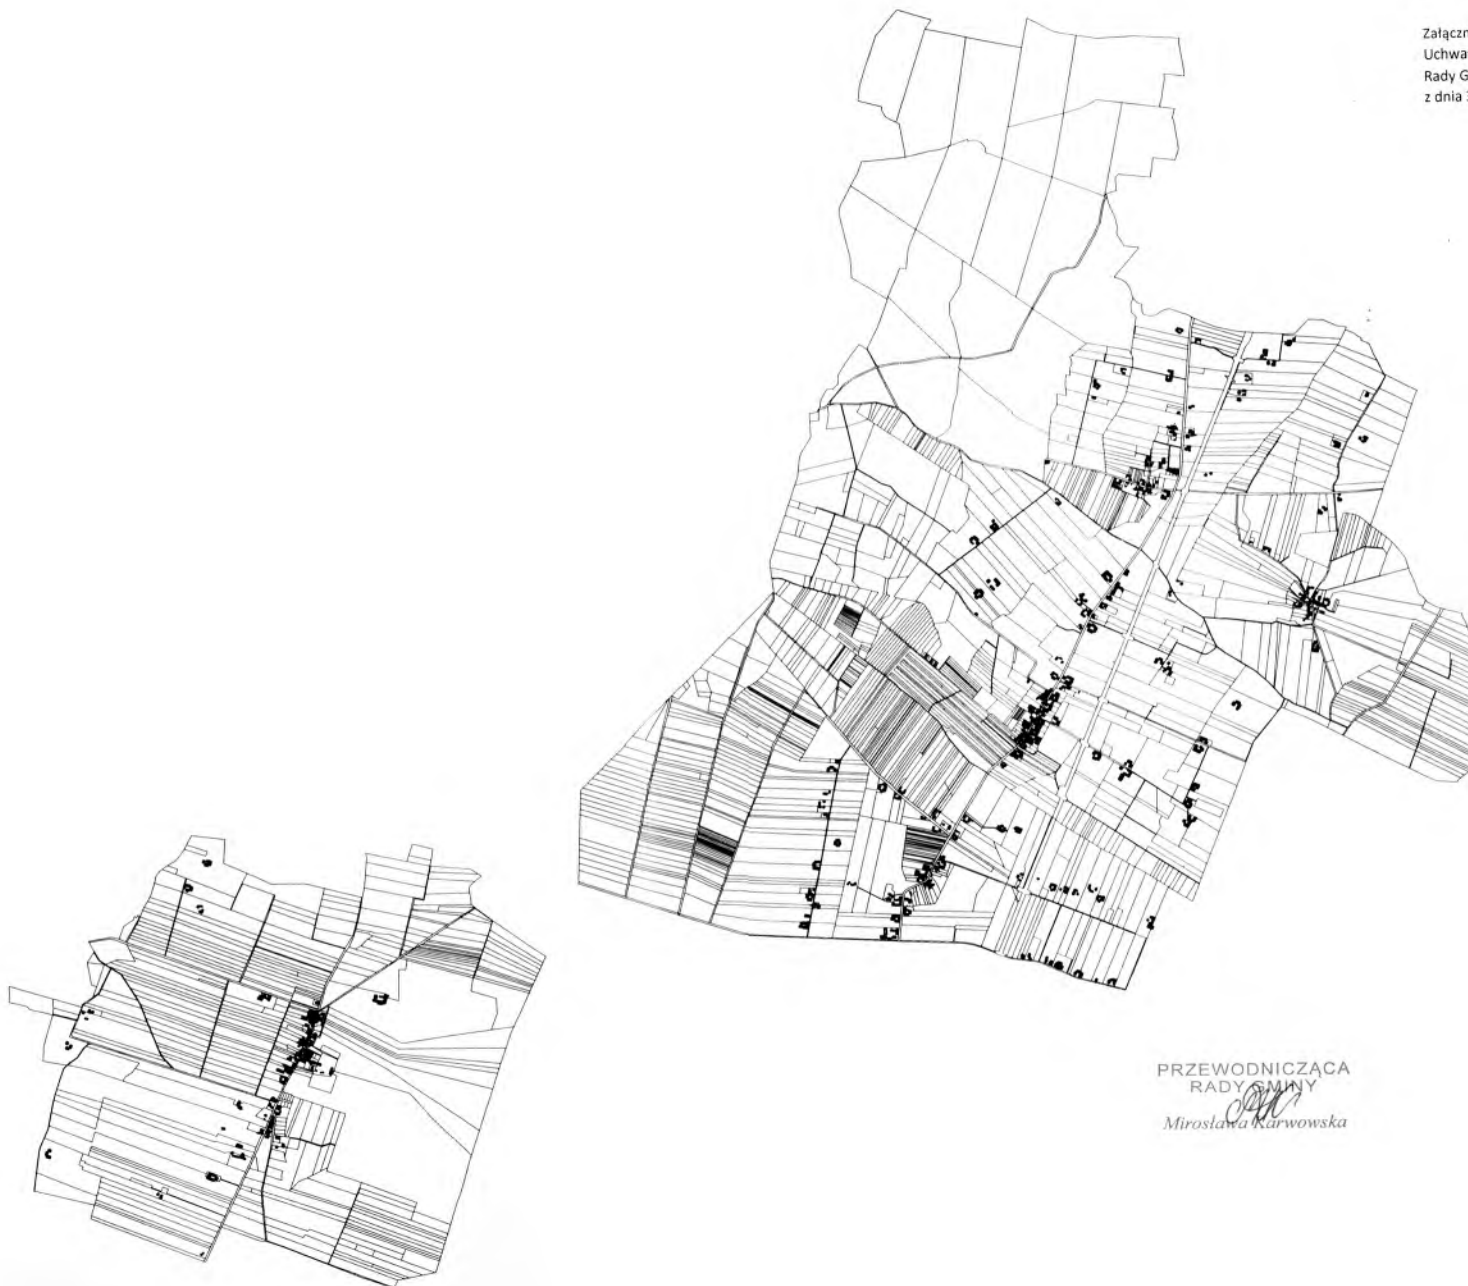 Załączn
Uchwa
Rady G
z dnia
PRZEWODNICZĄCA
RADY GMINY
Mirosława Karwowska